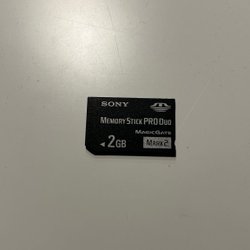 SONY
MEMORY STICK PRO DUO
MAGICGATE
2GB MARK2